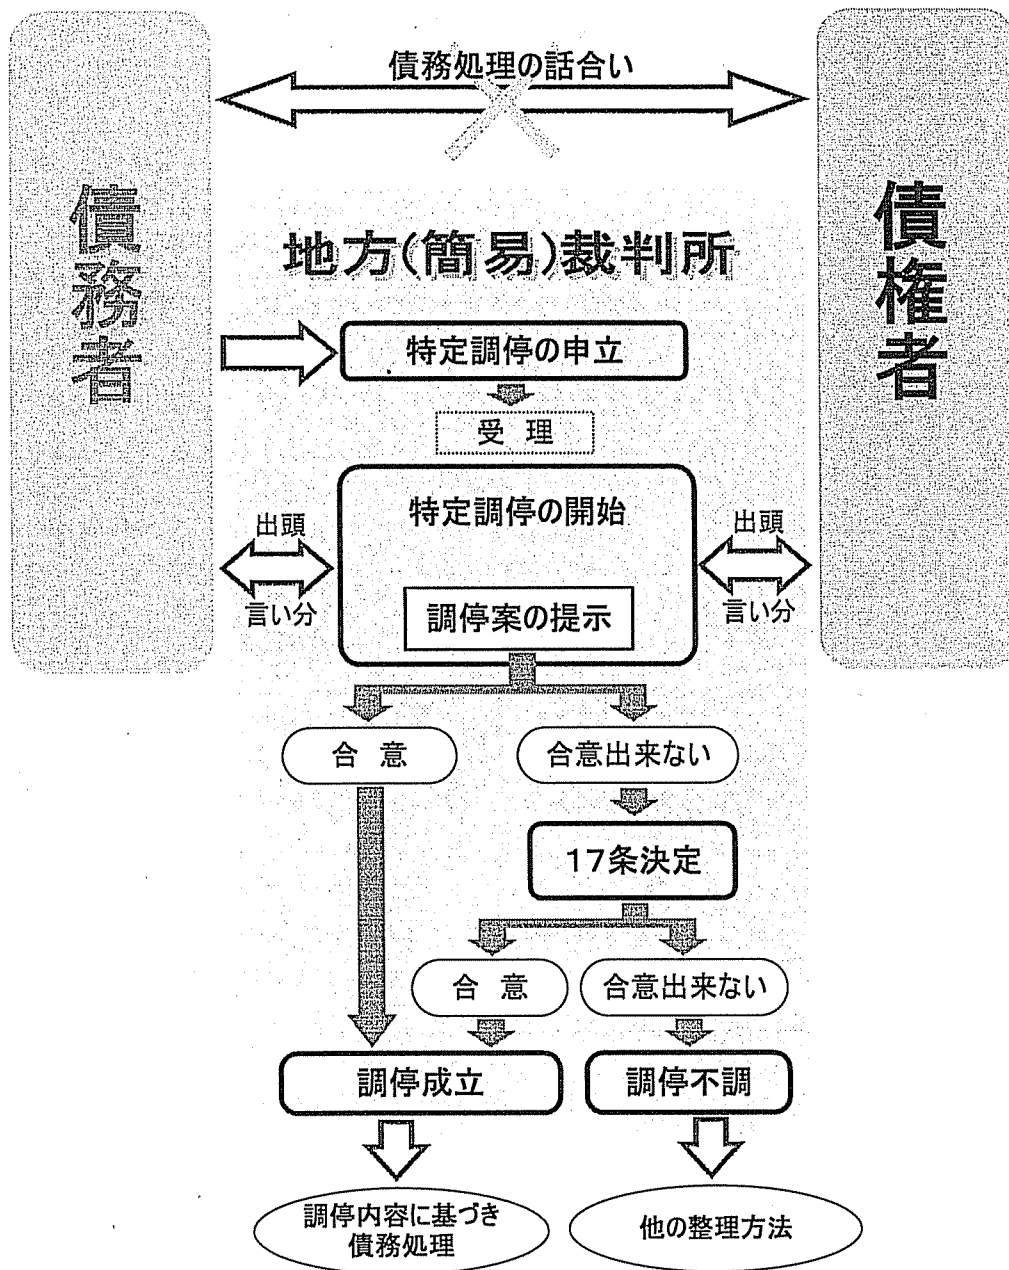 債務処理の話合い
債務者
債権者
地方(簡易)裁判所
特定調停の申立
受 理
特定調停の開始
出頭
言い分
出頭
言い分
調停案の提示
合 意
合意出来ない
17条決定
合 意
合意出来ない
調停成立
調停不調
調停内容に基づき
債務処理
他の整理方法